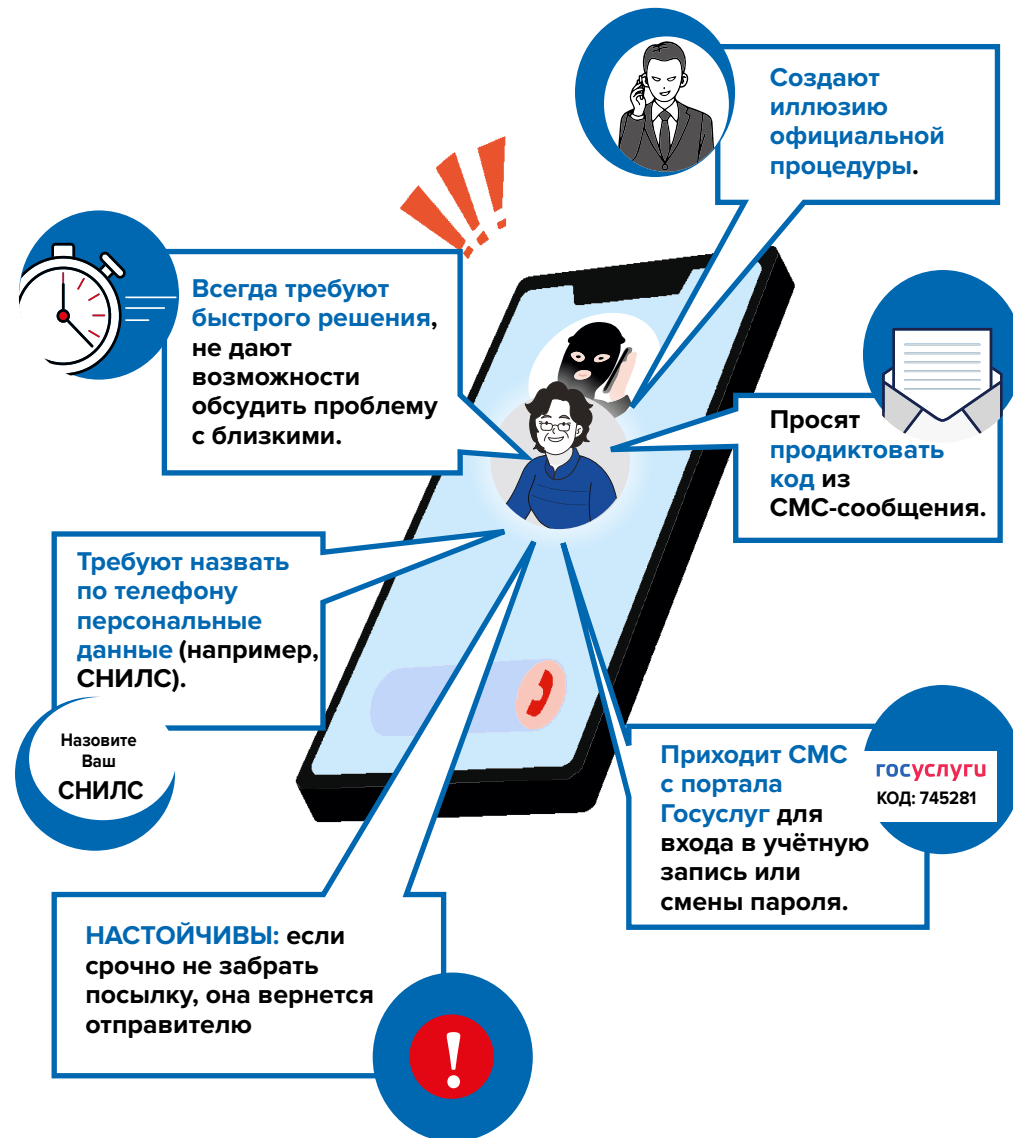 Создают
иллюзию
официальной
процедуры.
Всегда требуют
быстрого решения,
не дают
возможности
обсудить проблему
с близкими.
Просят
продиктовать
код из
СМС-сообщения.
Требуют назвать
по телефону
персональные
данные (например,
СНИЛС).
Назовите
Ваш
СНИЛС
Приходит СМС
с портала
Госуслуг для
входа в учётную
запись или
смены пароля.
госуслуги
КОД: 745281
НАСТОЙЧИВЫ: если
срочно не забрать
посылку, она вернется
отправителю